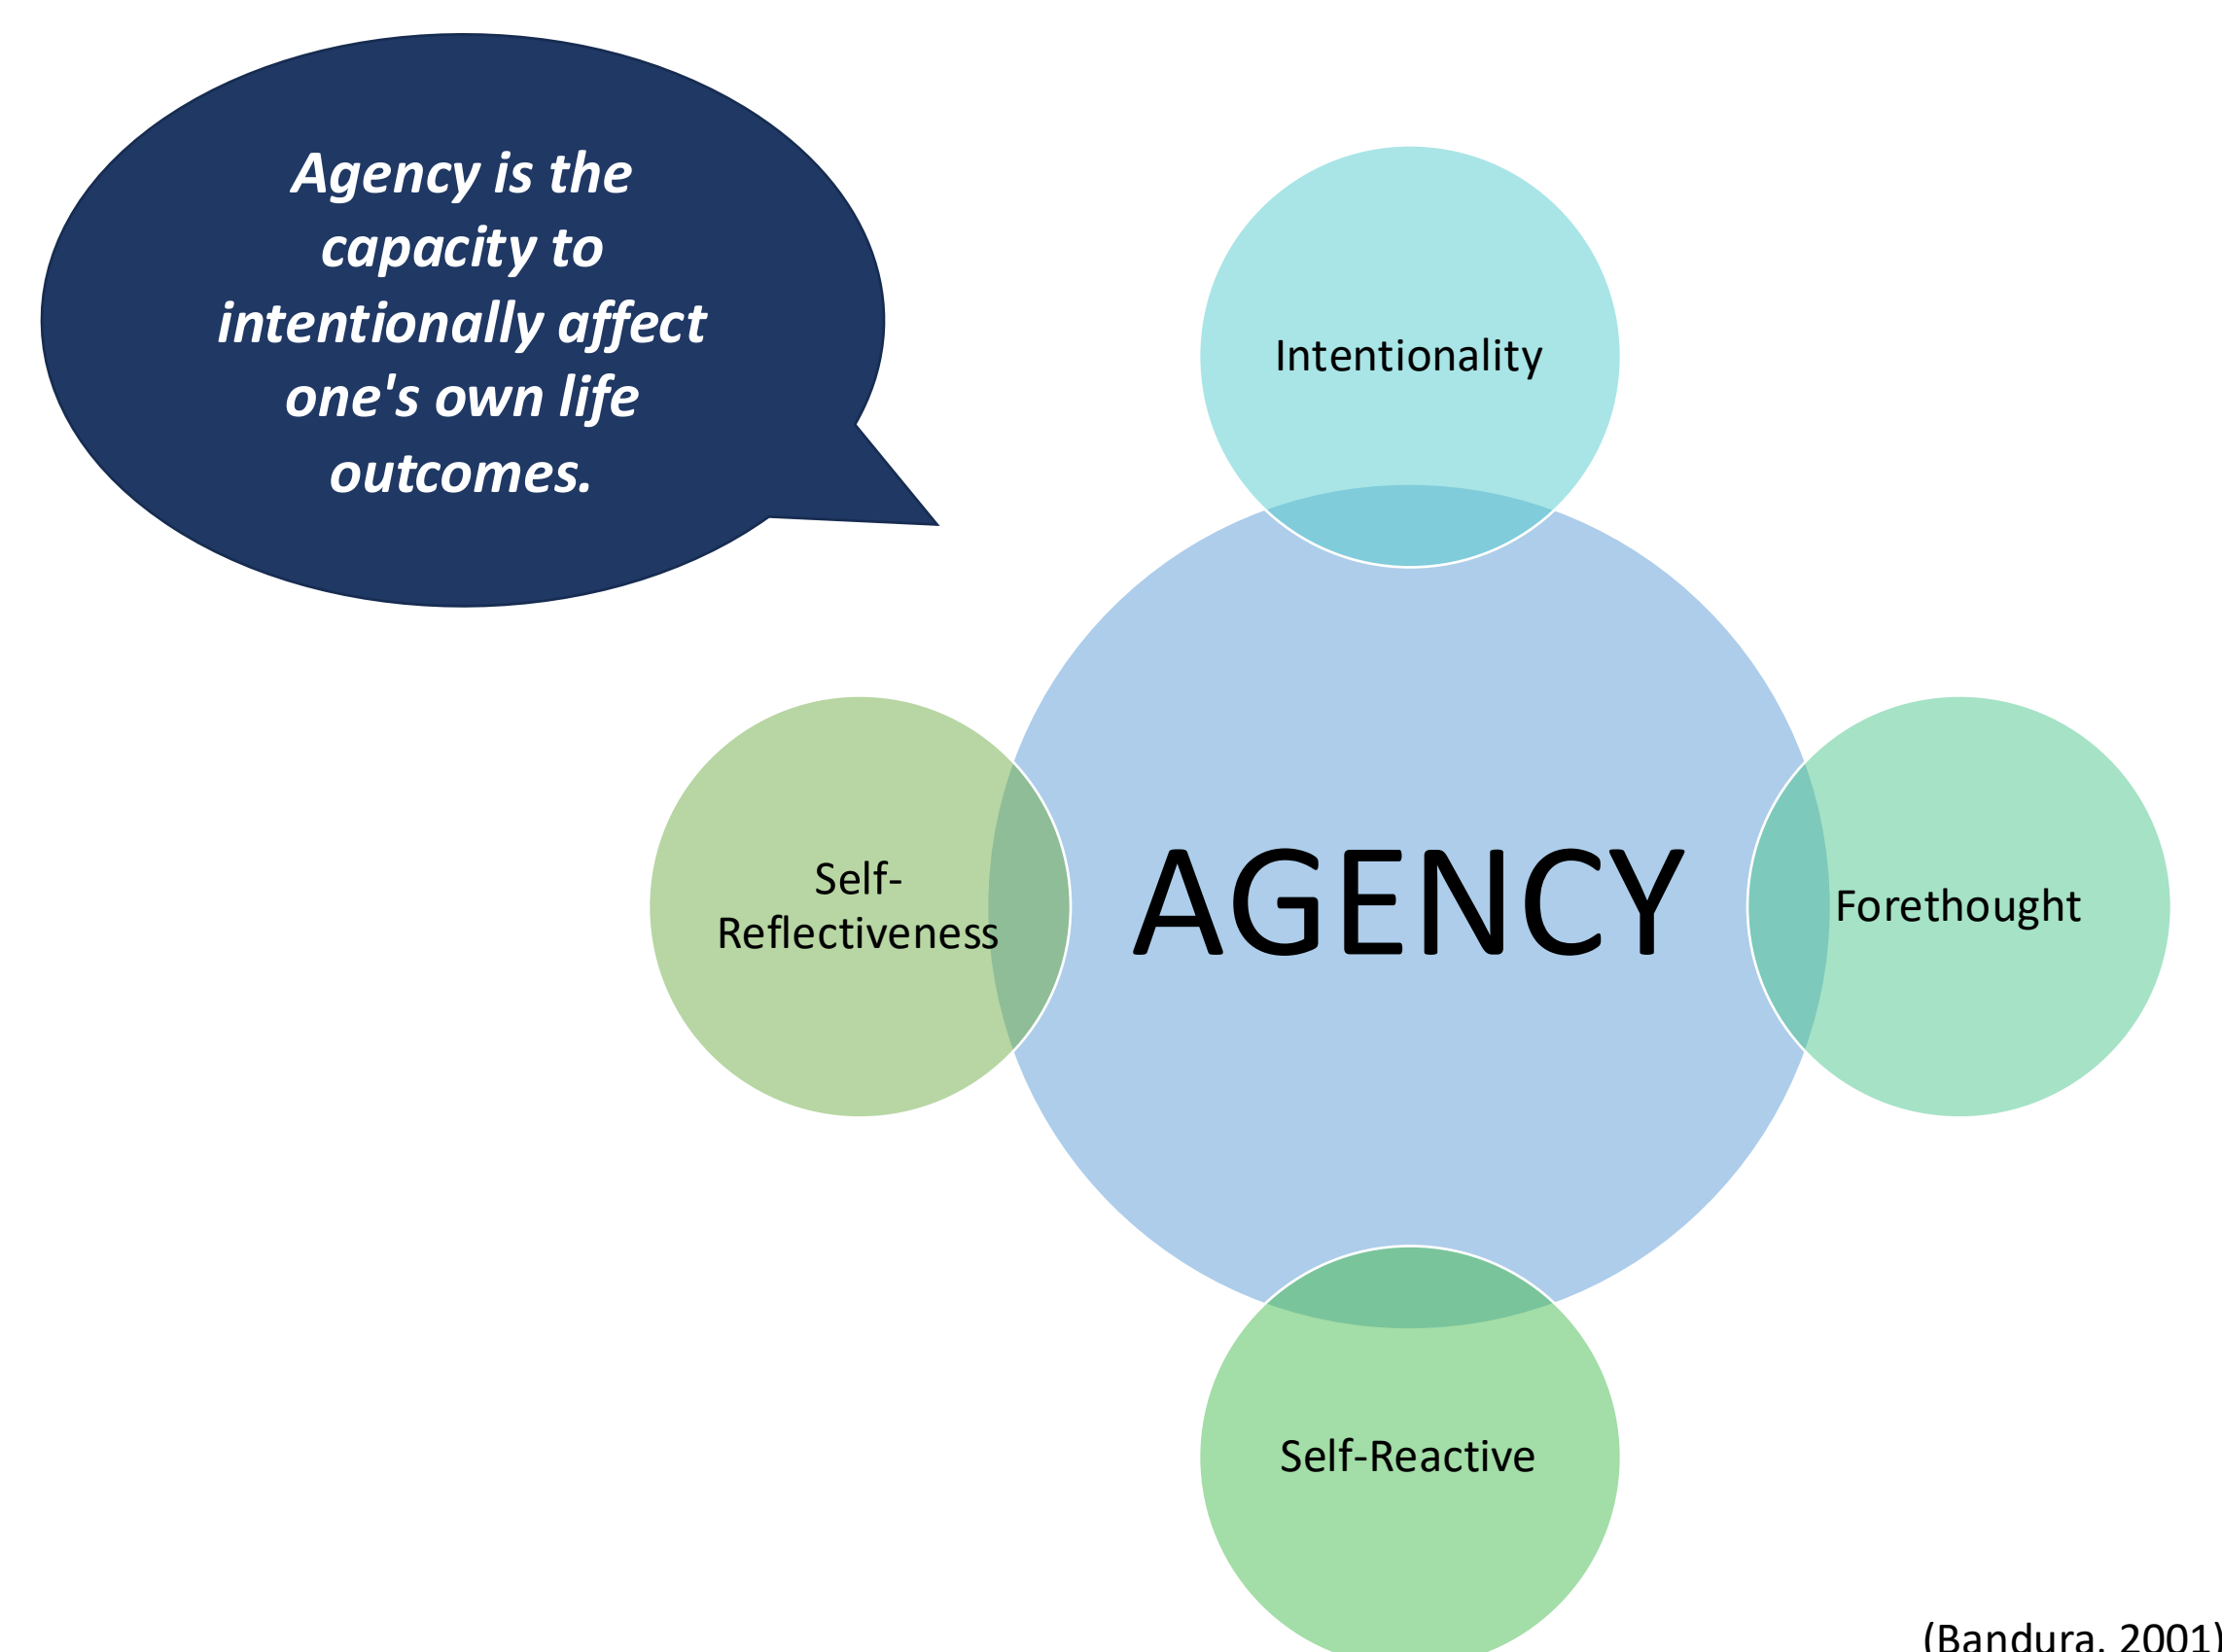 Agency is the
capacity to
intentionally affect
one's own life
outcomes.
Intentionality
Self-
Reflectiveness
AGENCY
Forethought
Self-Reactive
(Bandura, 2001)